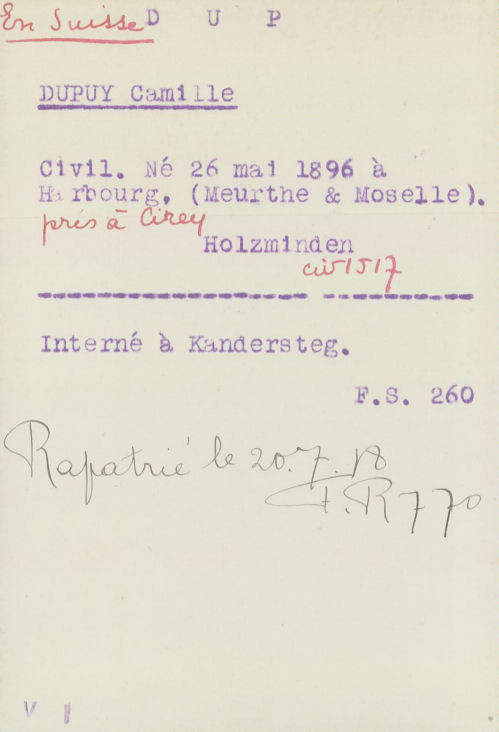 En Suisse D U P
DUPUY Camille
Civil. Né 26 mai 1896 à
Harbourg, (Meurthe & Moselle).
pris à Cirey
Holzminden
civ 1517
Interné à Kandersteg.
F.S. 260
Rapatrié le 20.7.18
F.R 770
V